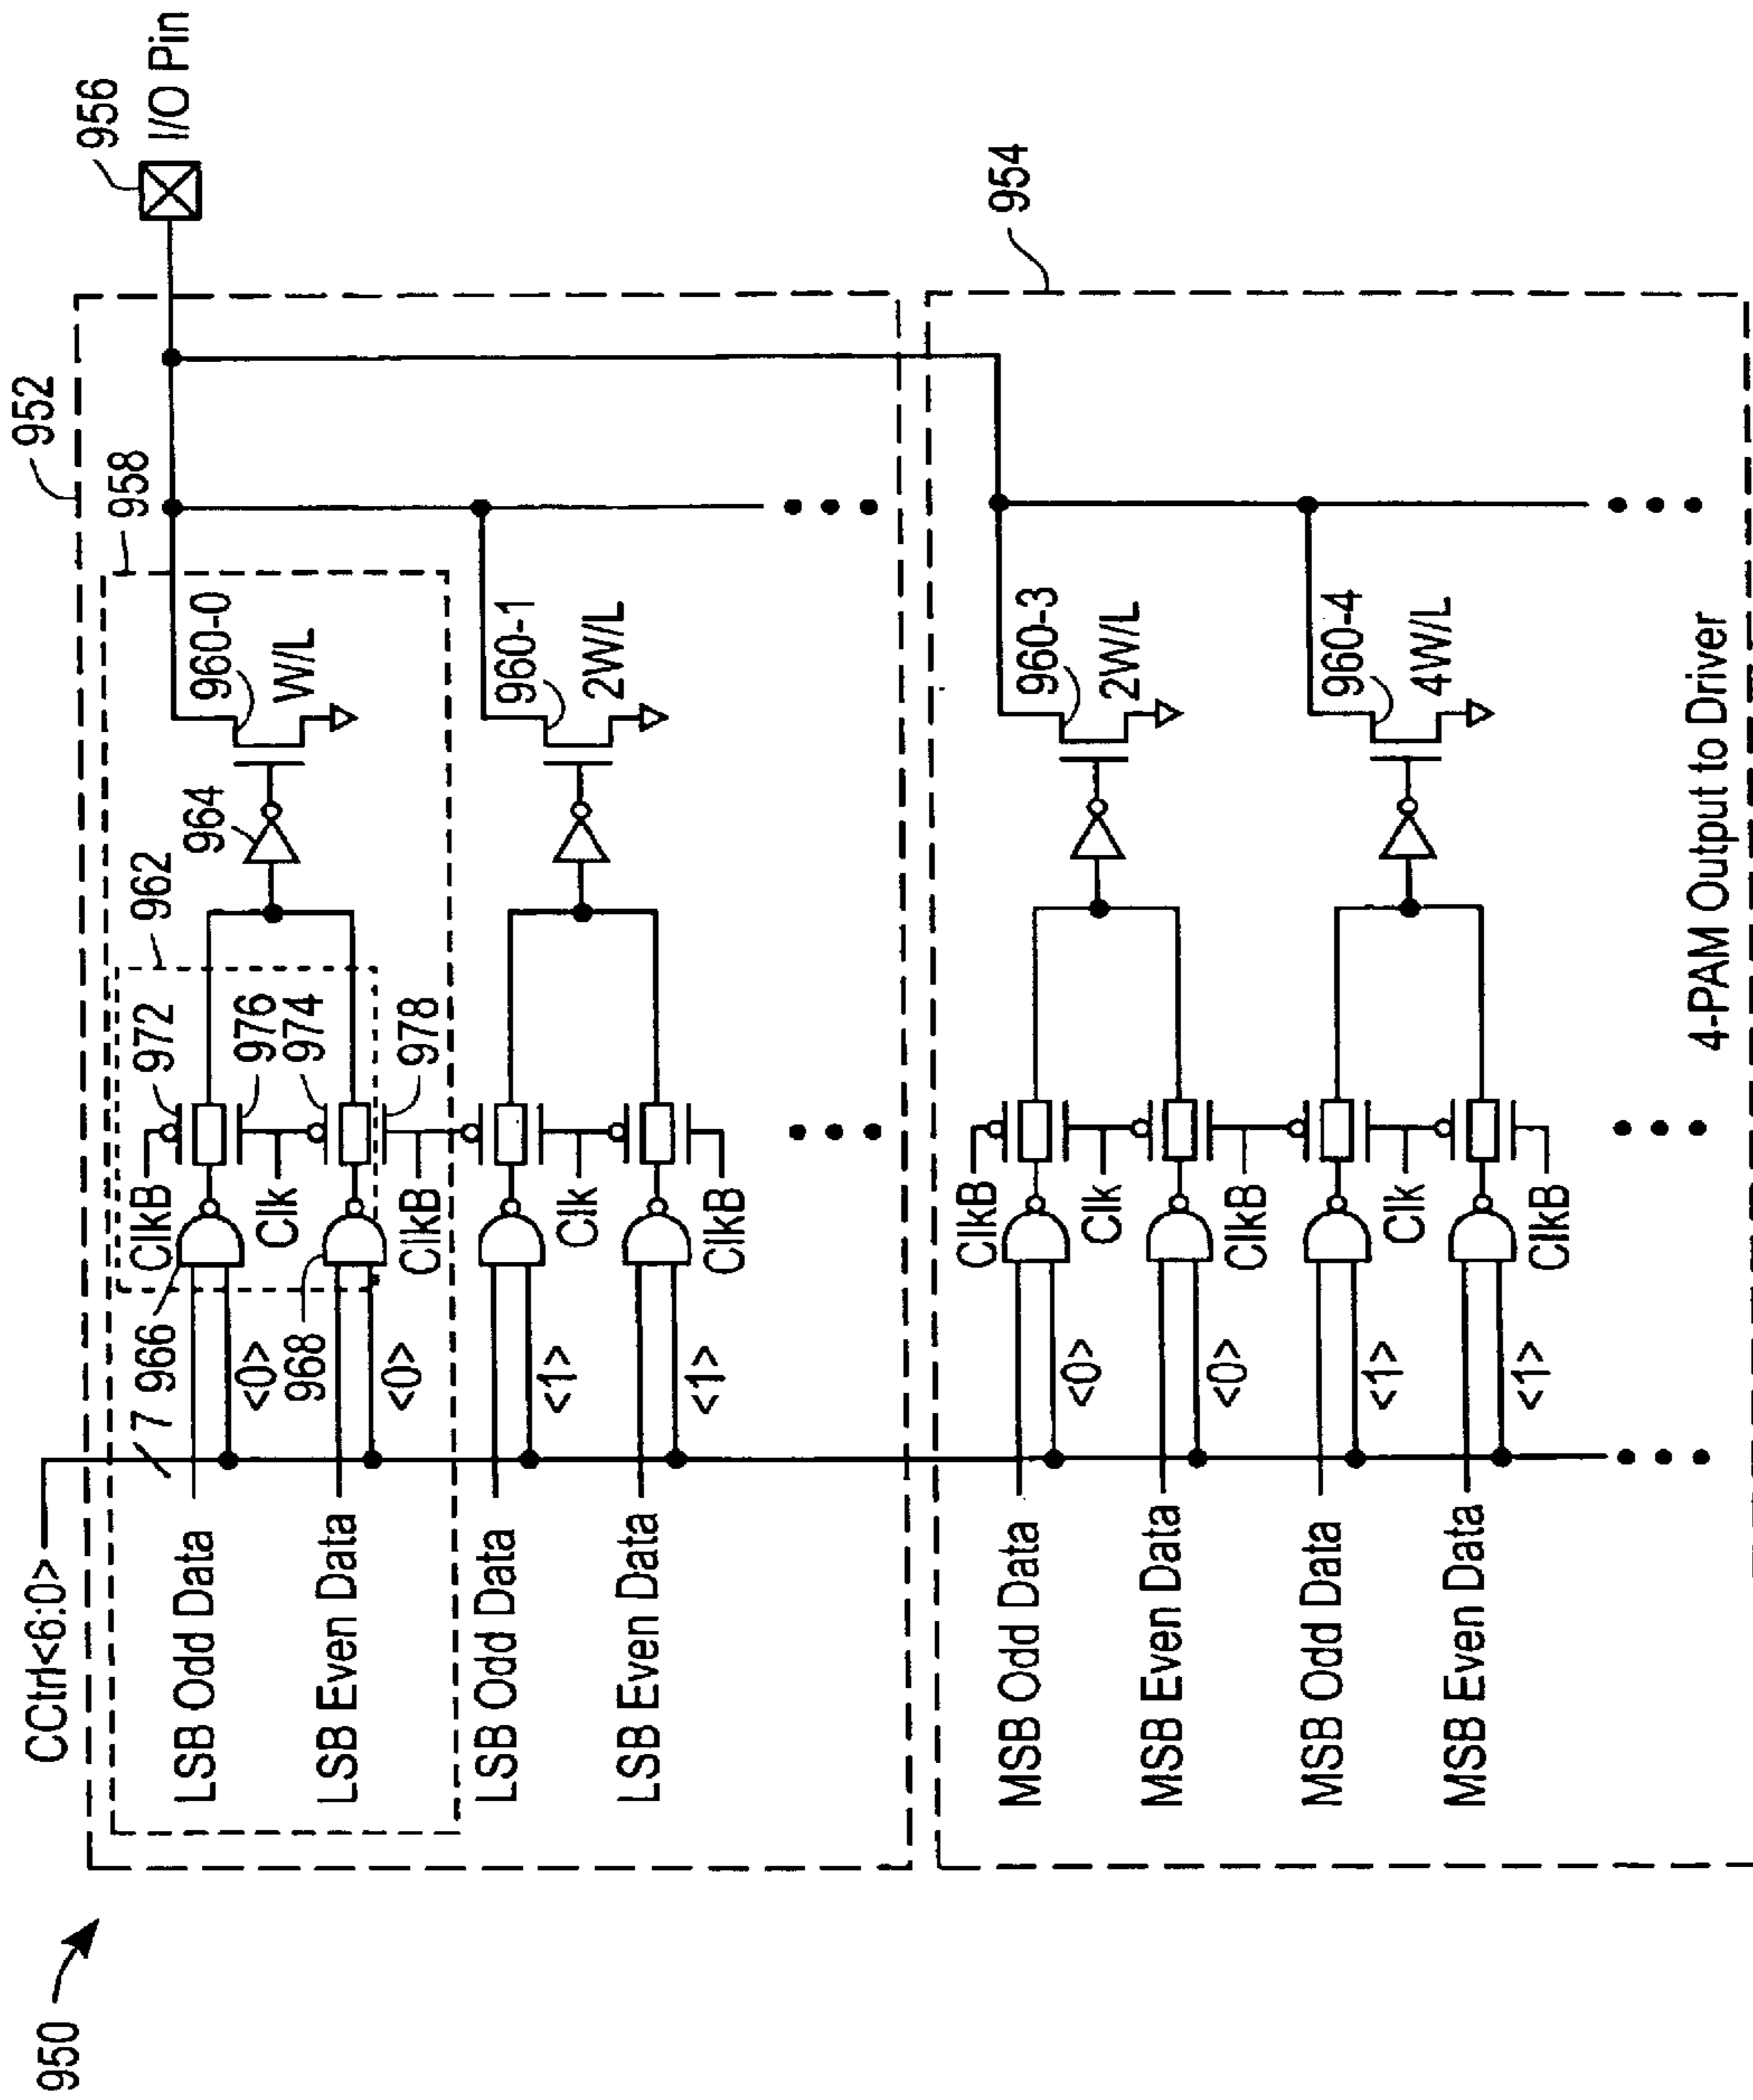 950
CCtrl<6:0>
7
952
958
962
956
I/O Pin
LSB Odd Data
966
<0>
ClkB
972
964
960-0
W/L
Clk
976
LSB Even Data
968
<0>
974
ClkB
978
LSB Odd Data
<1>
Clk
960-1
2W/L
LSB Even Data
<1>
ClkB
954
MSB Odd Data
<0>
ClkB
960-3
2W/L
Clk
MSB Even Data
<0>
ClkB
MSB Odd Data
<1>
Clk
960-4
4W/L
MSB Even Data
<1>
ClkB
4-PAM Output to Driver